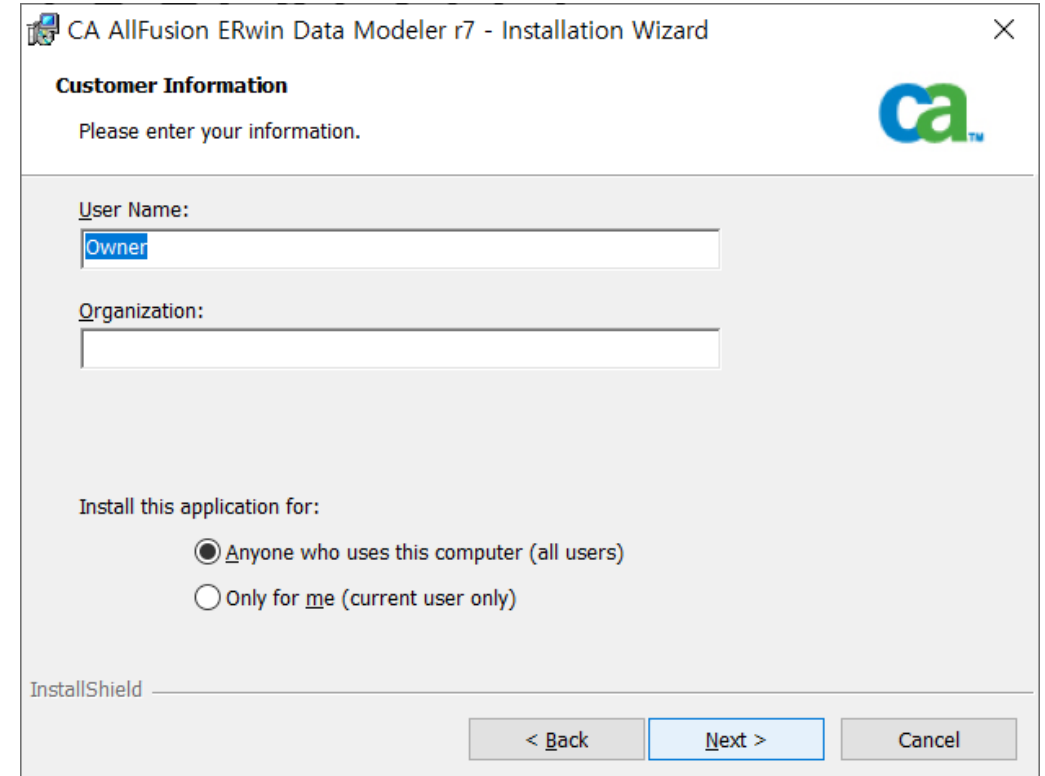 CA AllFusion ERwin Data Modeler r7 - Installation Wizard
Customer Information
Please enter your information.
ca TM
User Name:
Owner
Organization:
Install this application for:
Anyone who uses this computer (all users)
Only for me (current user only)
InstallShield
< Back
Next >
Cancel